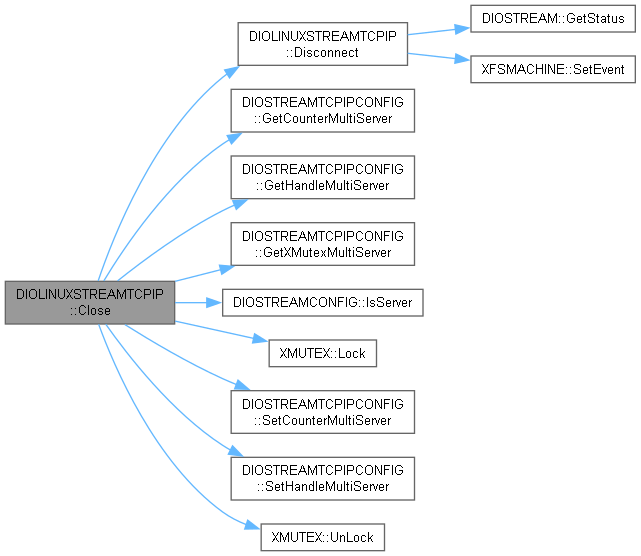 DIOLINUXSTREAMTCPIP
::Close
DIOLINUXSTREAMTCPIP
::Disconnect
DIOSTREAM::GetStatus
XFSMACHINE::SetEvent
DIOSTREAMTCPIPCONFIG
::GetCounterMultiServer
DIOSTREAMTCPIPCONFIG
::GetHandleMultiServer
DIOSTREAMTCPIPCONFIG
::GetXMutexMultiServer
DIOSTREAMCONFIG::IsServer
XMUTEX::Lock
DIOSTREAMTCPIPCONFIG
::SetCounterMultiServer
DIOSTREAMTCPIPCONFIG
::SetHandleMultiServer
XMUTEX::UnLock